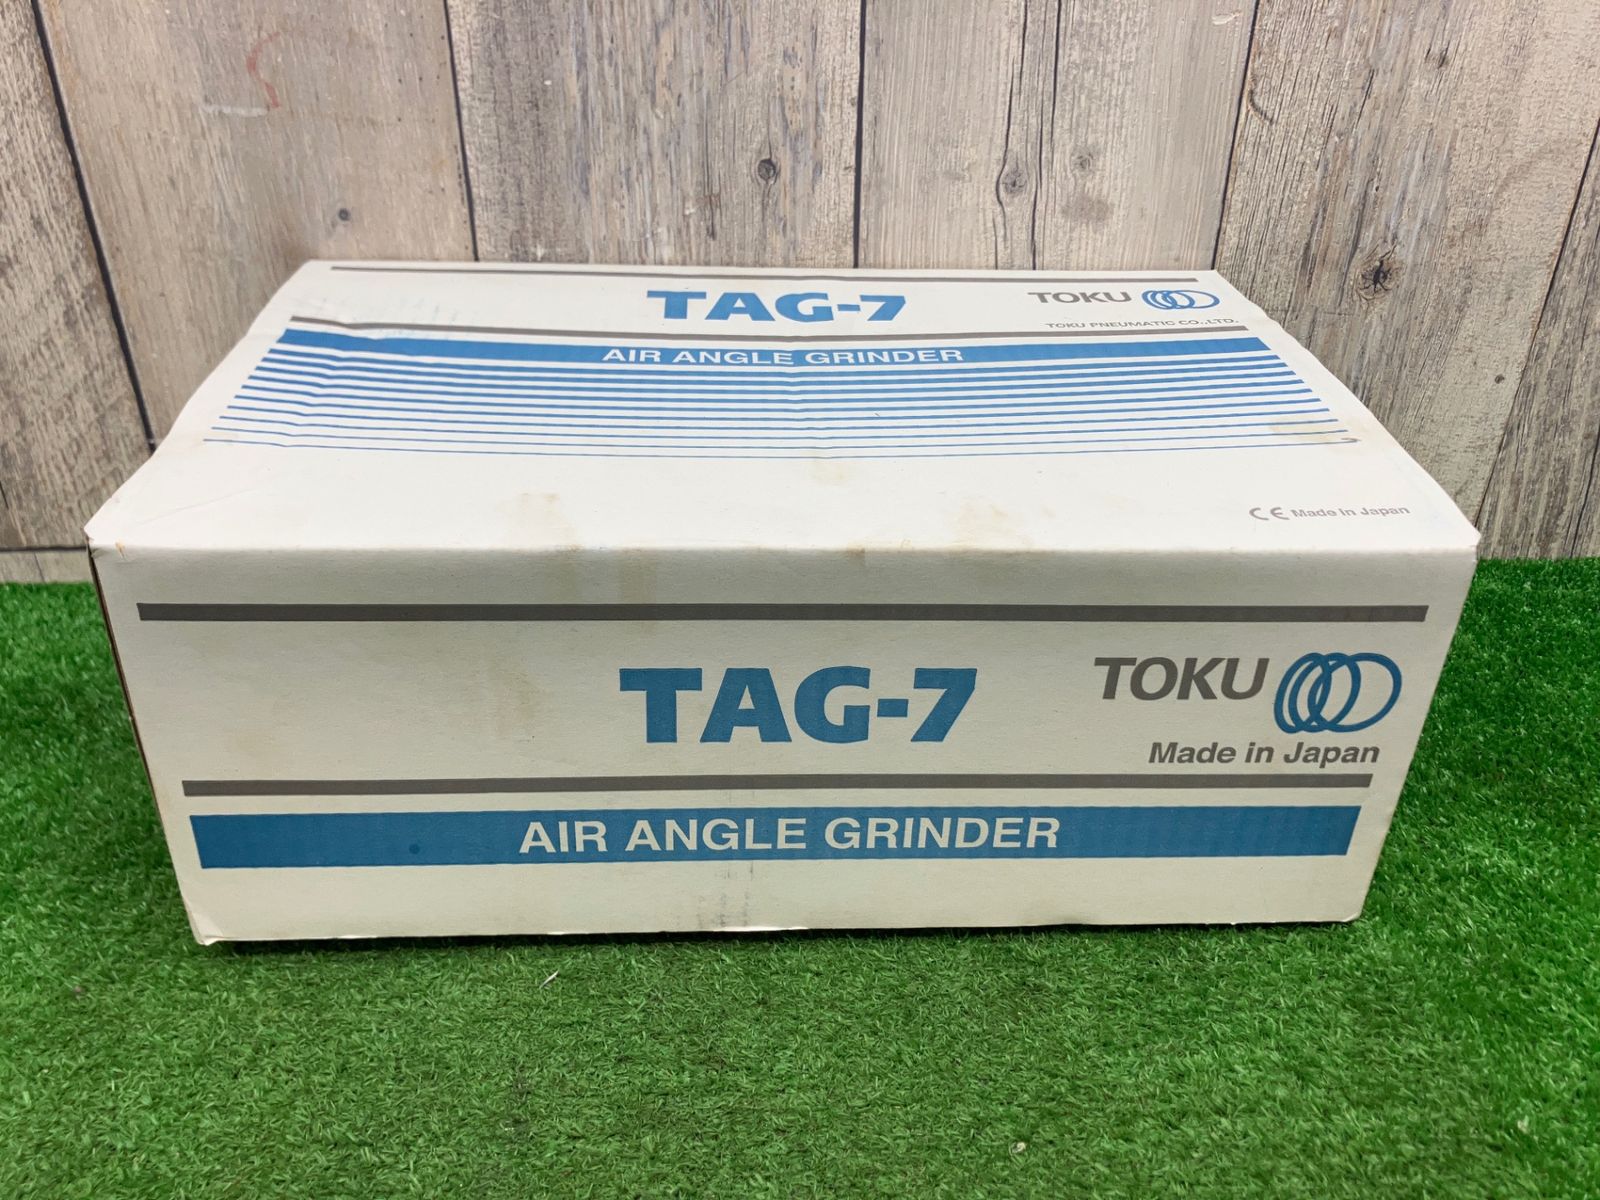 TAG-7
TOKU
TOKU PNEUMATIC CO.,LTD.
AIR ANGLE GRINDER
CE Made in Japan
TAG-7
TOKU
Made in Japan
AIR ANGLE GRINDER